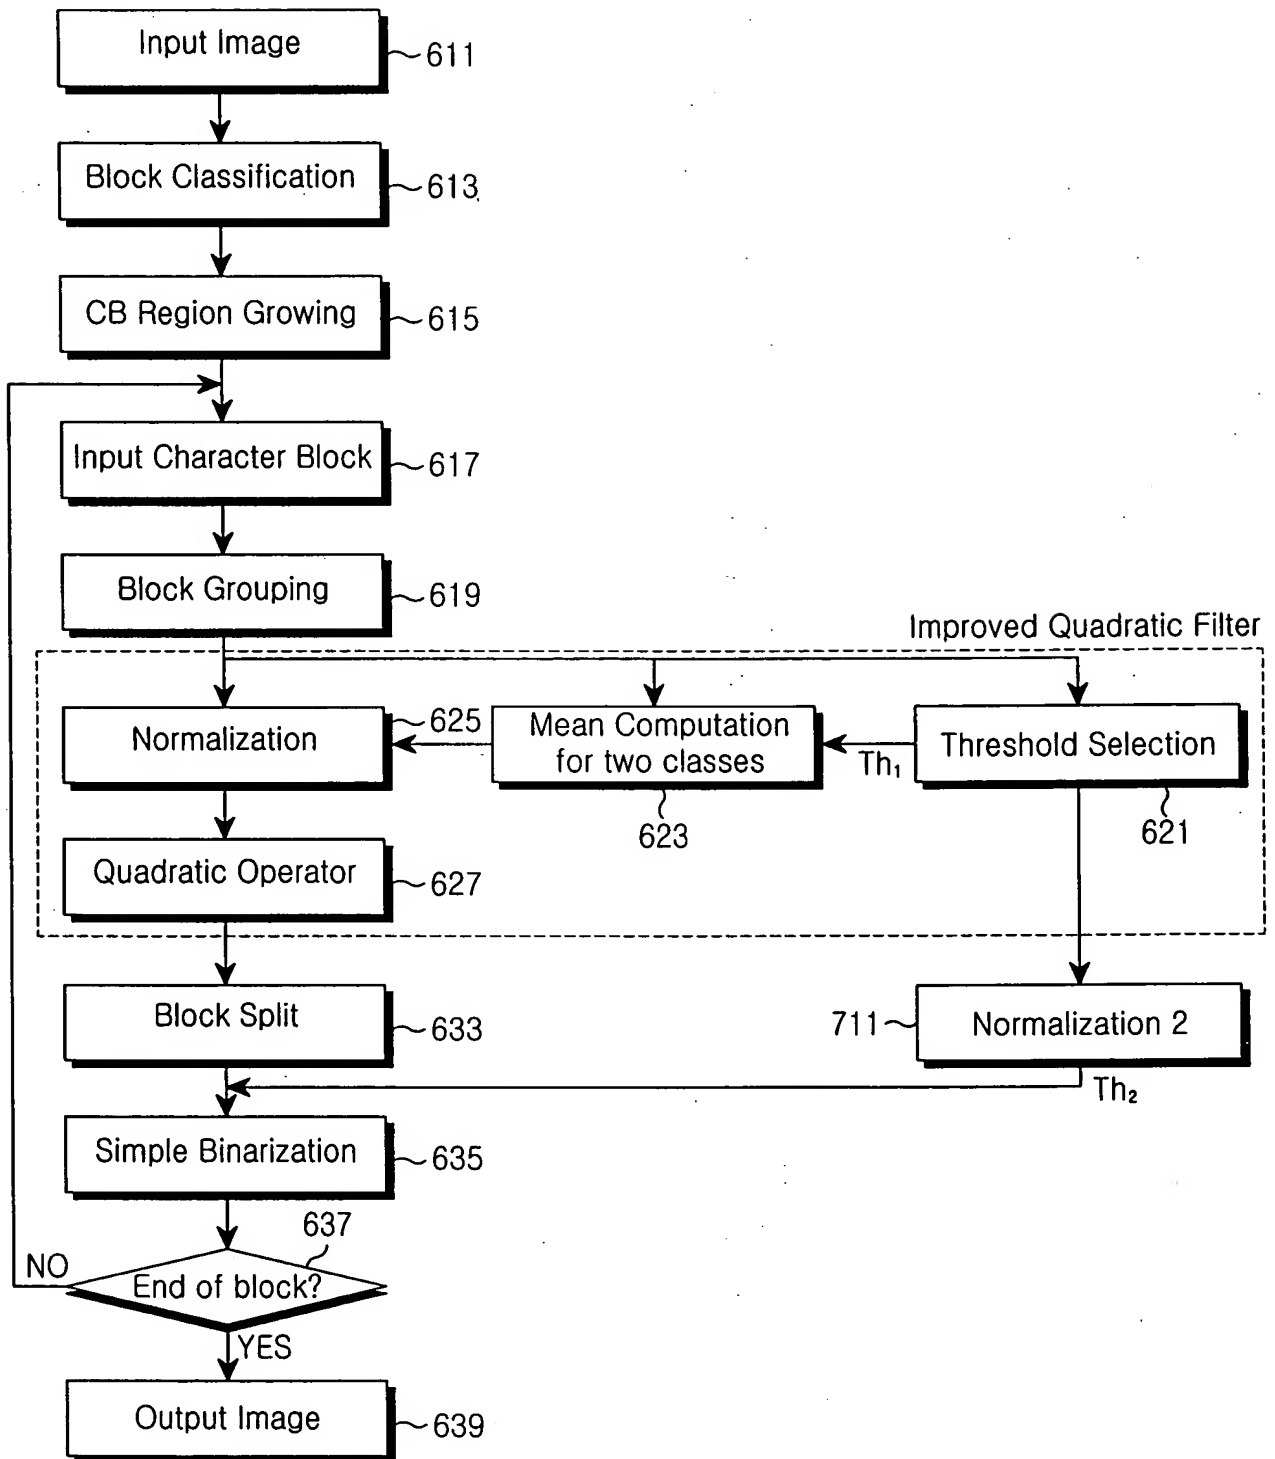 Input Image
611
Block Classification
613
CB Region Growing
615
Input Character Block
617
Block Grouping
619
Improved Quadratic Filter
Normalization
625
Mean Computation
for two classes
623
Th₁
Threshold Selection
621
Quadratic Operator
627
Block Split
633
711
Normalization 2
Th₂
Simple Binarization
635
637
NO
End of block?
YES
Output Image
639